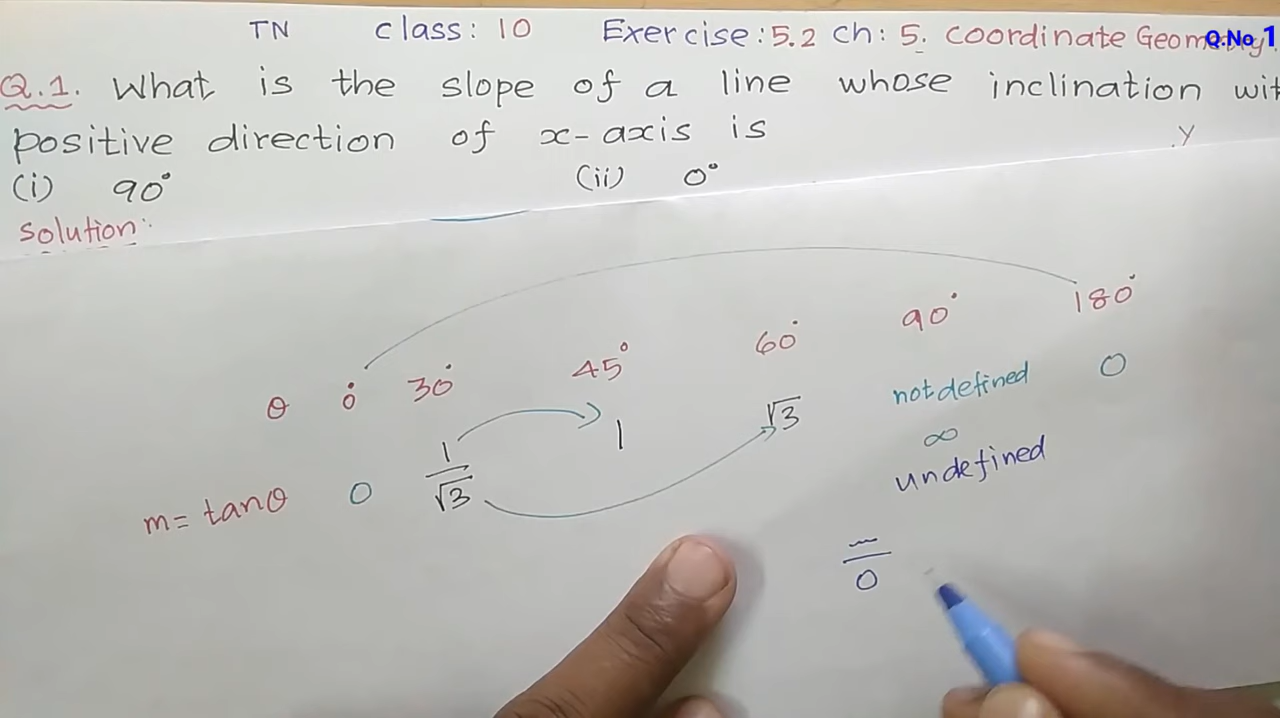 TN class: 10 Exercise: 5.2 ch: 5. Coordinate Geometry
Q.No 1
Q.1. What is the slope of a line whose inclination wit
positive direction of x-axis is
y
(i) 90° (ii) 0°
Solution:
θ 0° 30° 45° 60° 90° 180°
m = tanθ 0 1/√3 1 √3 not defined 0
∞
undefined
—/0